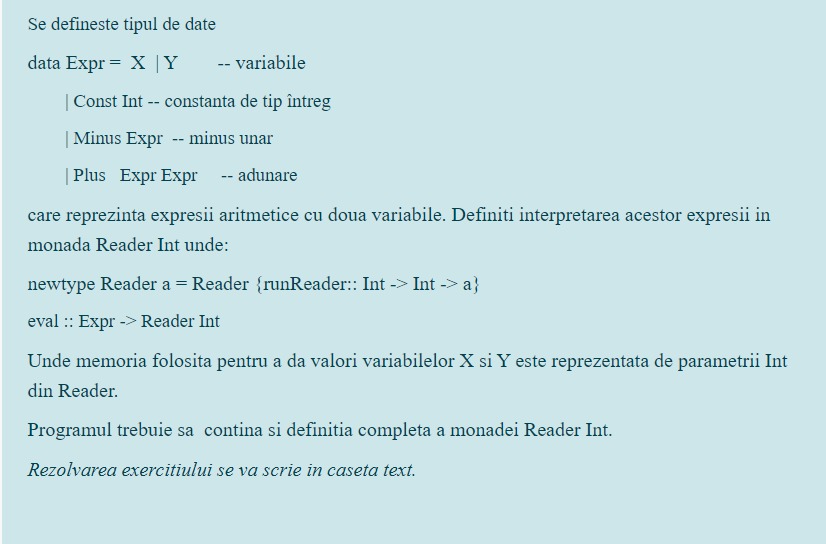 Se defineste tipul de date
data Expr = X | Y -- variabile
| Const Int -- constanta de tip întreg
| Minus Expr -- minus unar
| Plus Expr Expr -- adunare
care reprezinta expresii aritmetice cu doua variabile. Definiti interpretarea acestor expresii in
monada Reader Int unde:
newtype Reader a = Reader {runReader:: Int -> Int -> a}
eval :: Expr -> Reader Int
Unde memoria folosita pentru a da valori variabilelor X si Y este reprezentata de parametrii Int
din Reader.
Programul trebuie sa contina si definitia completa a monadei Reader Int.
Rezolvarea exercitiului se va scrie in caseta text.